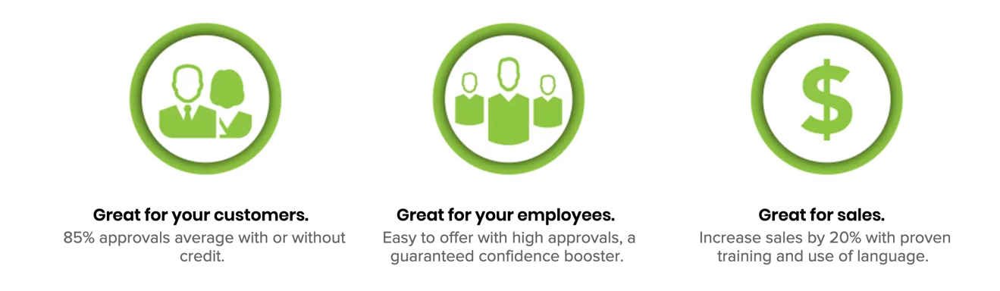 Great for your customers.
85% approvals average with or without
credit.
Great for your employees.
Easy to offer with high approvals, a
guaranteed confidence booster.
$
Great for sales.
Increase sales by 20% with proven
training and use of language.